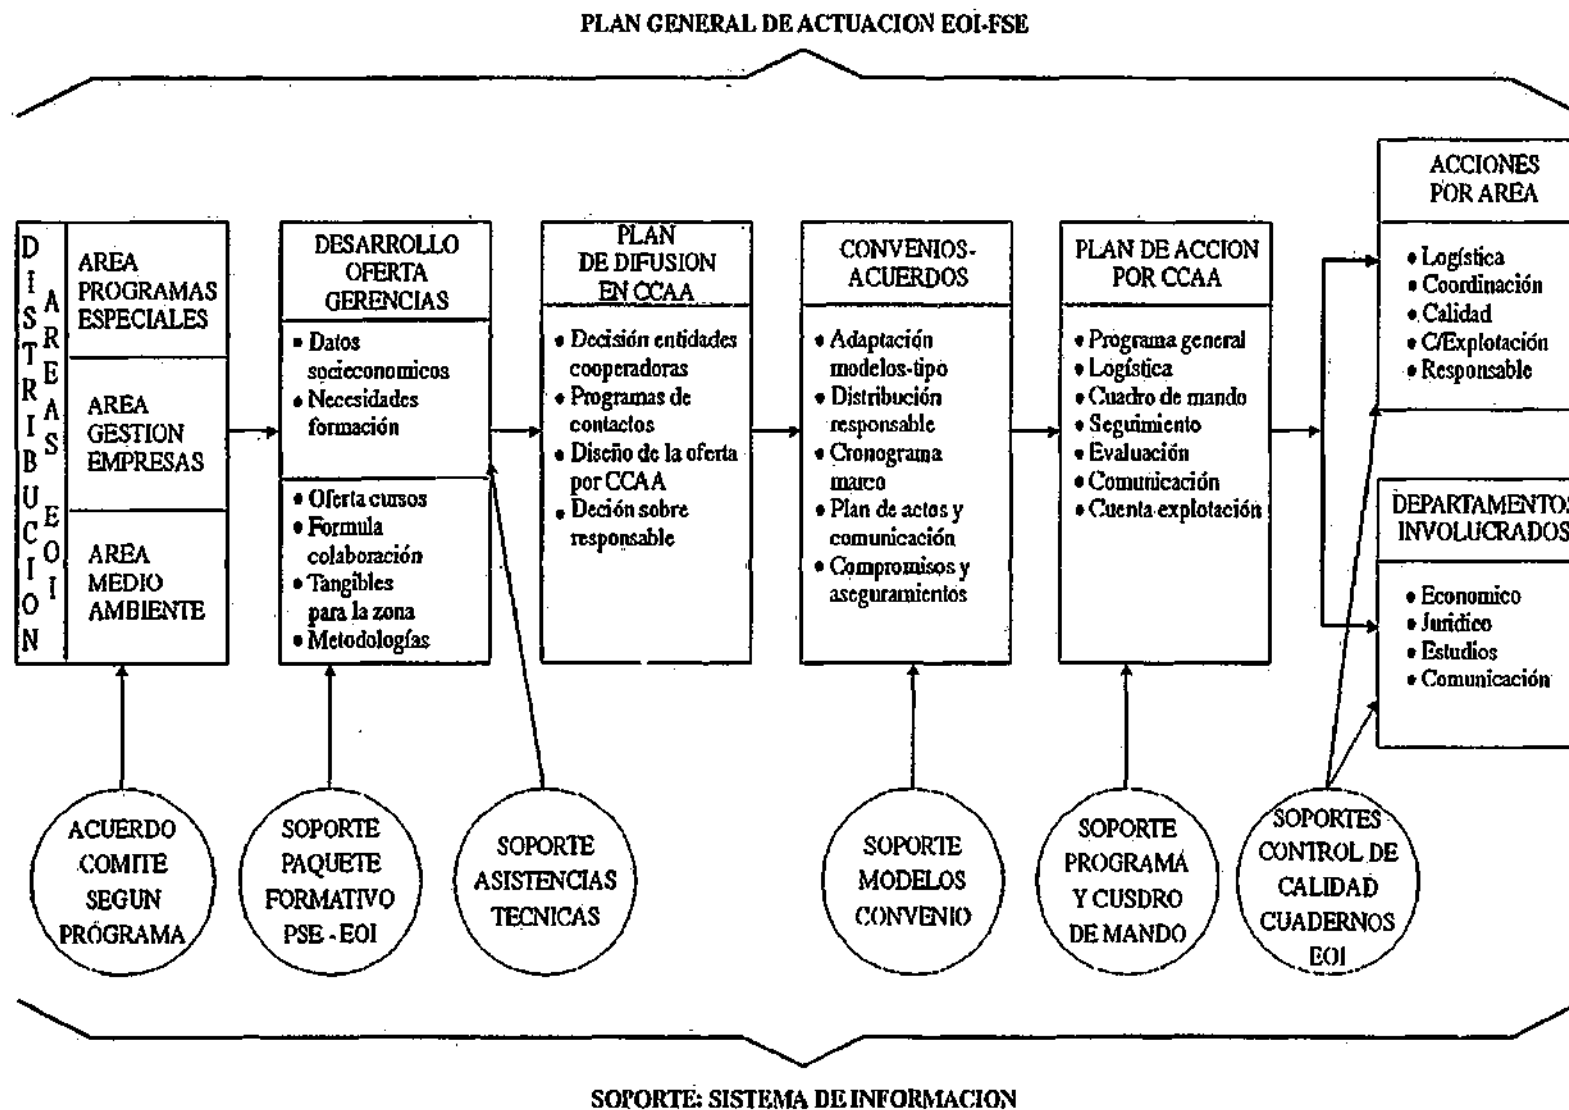 PLAN GENERAL DE ACTUACION EOI-FSE
DISTRIBUCION
AREAS EOI
AREA
PROGRAMAS
ESPECIALES
AREA
GESTION
EMPRESAS
AREA
MEDIO
AMBIENTE
DESARROLLO
OFERTA
GERENCIAS
• Datos
socioeconomicos
• Necesidades
formación
• Oferta cursos
• Formula
colaboración
• Tangibles
para la zona
• Metodologías
PLAN
DE DIFUSION
EN CCAA
• Decisión entidades
cooperadoras
• Programas de
contactos
• Diseño de la oferta
por CCAA
• Deción sobre
responsable
CONVENIOS-
ACUERDOS
• Adaptación
modelos-tipo
• Distribución
responsable
• Cronograma
marco
• Plan de actos y
comunicación
• Compromisos y
aseguramientos
PLAN DE ACCION
POR CCAA
• Programa general
• Logística
• Cuadro de mando
• Seguimiento
• Evaluación
• Comunicación
• Cuenta explotación
ACCIONES
POR AREA
• Logística
• Coordinación
• Calidad
• C/Explotación
• Responsable
DEPARTAMENTOS
INVOLUCRADOS
• Economico
• Juridico
• Estudios
• Comunicación
ACUERDO
COMITE
SEGUN
PROGRAMA
SOPORTE
PAQUETE
FORMATIVO
PSE - EOI
SOPORTE
ASISTENCIAS
TECNICAS
SOPORTE
MODELOS
CONVENIO
SOPORTE
PROGRAMA
Y CUSDRO
DE MANDO
SOPORTES
CONTROL DE
CALIDAD
CUADERNOS
EOI
SOPORTE: SISTEMA DE INFORMACION